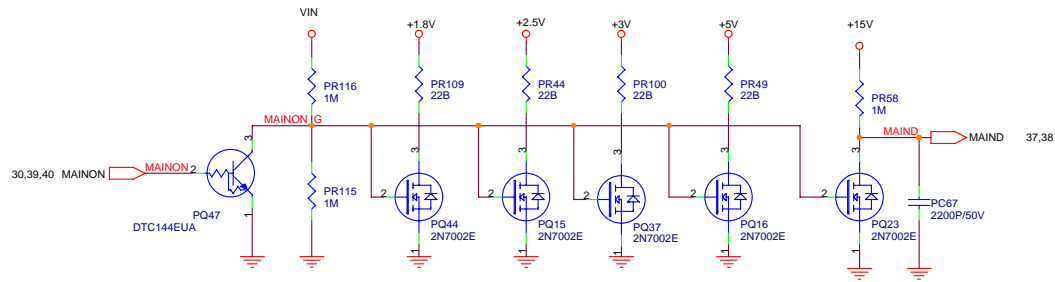 VIN
+1.8V
+2.5V
+3V
+5V
+15V
PR116
1M
PR109
22B
PR44
22B
PR100
22B
PR49
22B
PR58
1M
MAINON_G
3
MAIND
MAIND
37,38
30,39,40
MAINON
MAINON
2
PQ47
DTC144EUA
1
PR115
1M
3
2
1
PQ44
2N7002E
3
2
1
PQ15
2N7002E
3
2
1
PQ37
2N7002E
3
2
1
PQ16
2N7002E
3
2
1
PQ23
2N7002E
PC67
2200P/50V